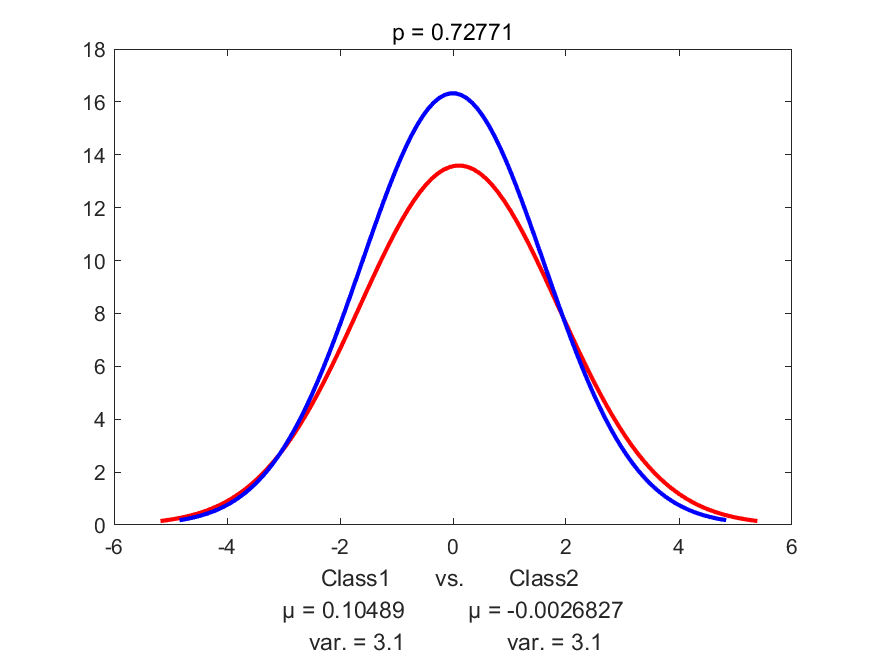 p = 0.72771
18
16
14
12
10
8
6
4
2
0
-6 -4 -2 0 2 4 6
Class1 vs. Class2
μ = 0.10489 μ = -0.0026827
var. = 3.1 var. = 3.1